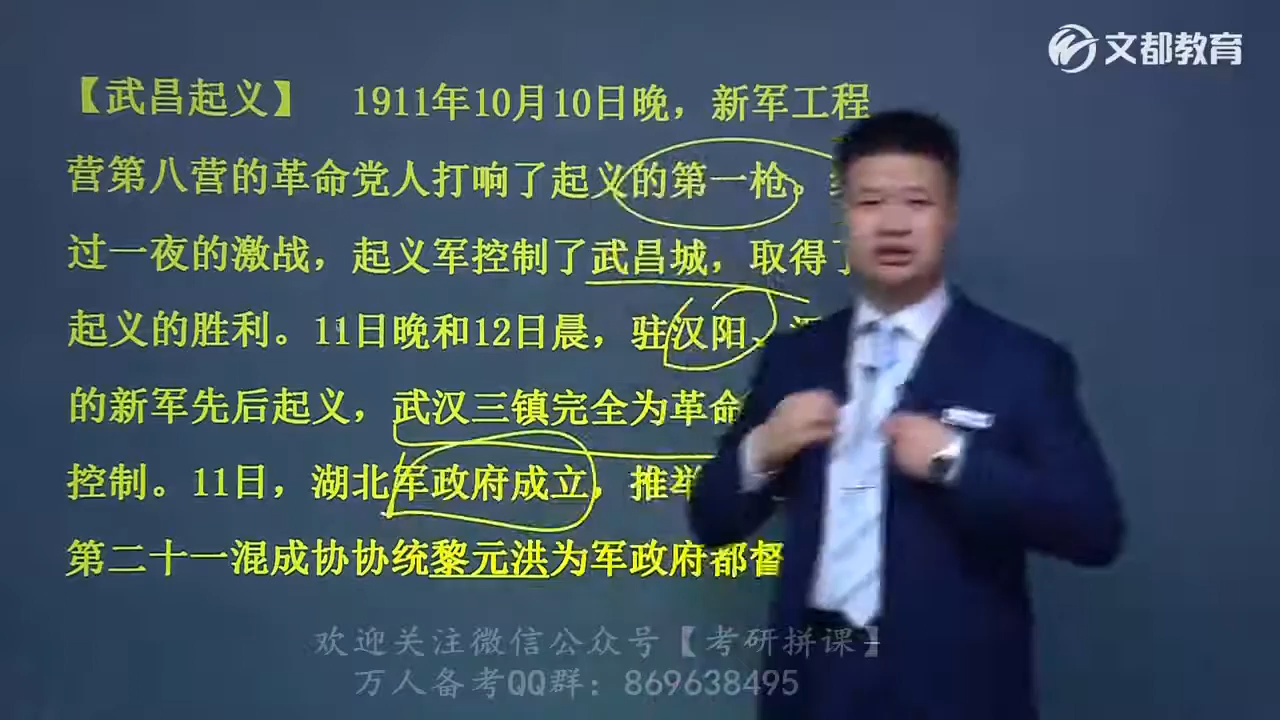 文都教育
【武昌起义】 1911年10月10日晚，新军工程
营第八营的革命党人打响了起义的第一枪。
过一夜的激战，起义军控制了武昌城，取得了
起义的胜利。11日晚和12日晨，驻汉阳、
的新军先后起义，武汉三镇完全为革命
控制。11日，湖北军政府成立，推举
第二十一混成协协统黎元洪为军政府都督
欢迎关注微信公众号【考研拼课】
万人备考QQ群：869638495